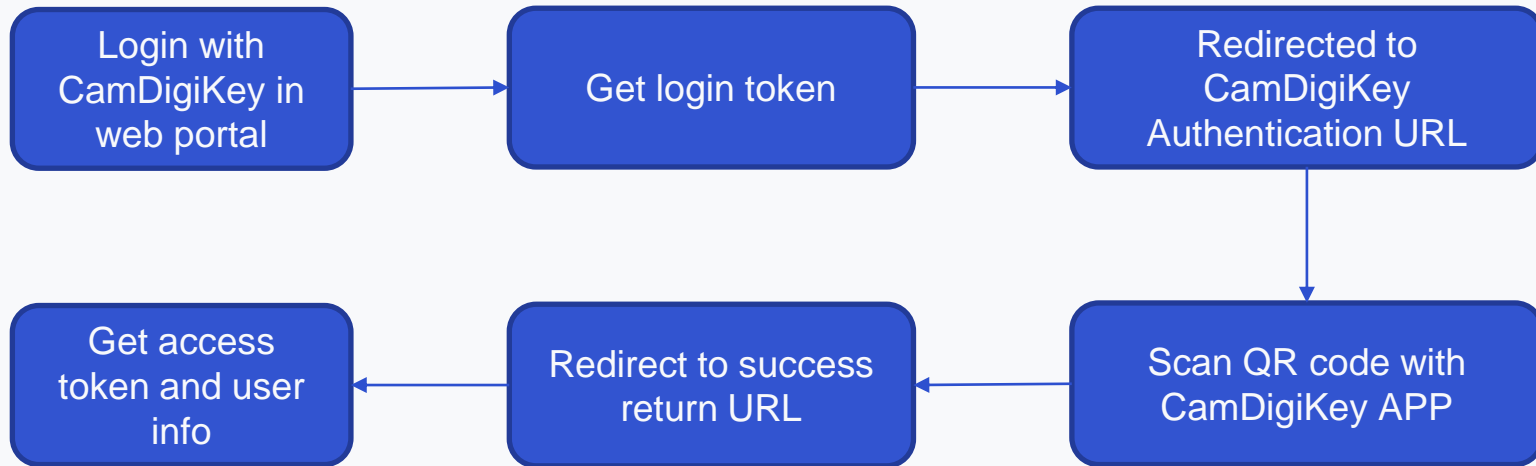 Login with
CamDigiKey in
web portal
Get login token
Redirected to
CamDigiKey
Authentication URL
Scan QR code with
CamDigiKey APP
Redirect to success
return URL
Get access
token and user
info